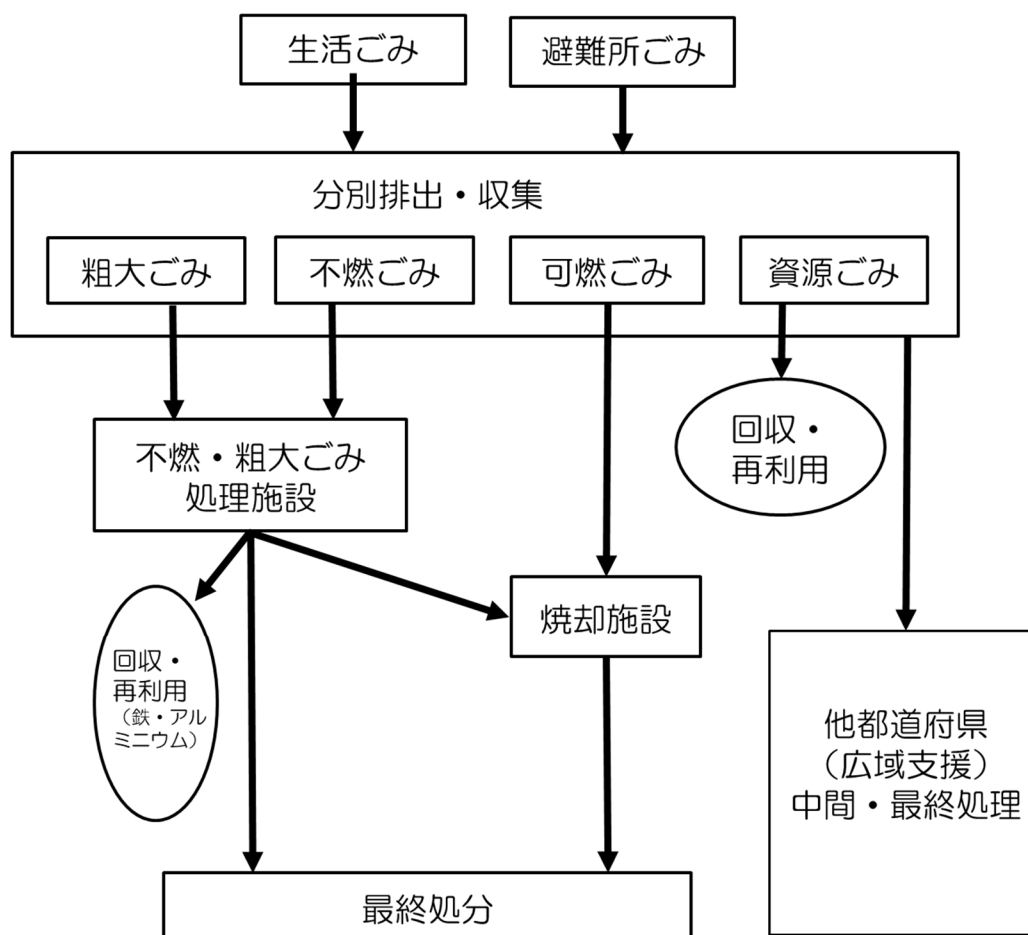 生活ごみ
避難所ごみ
分別排出・収集
粗大ごみ
不燃ごみ
可燃ごみ
資源ごみ
不燃・粗大ごみ
処理施設
回収・
再利用
焼却施設
回収・
再利用
（鉄・アル
ミニウム）
他都道府県
（広域支援）
中間・最終処理
最終処分